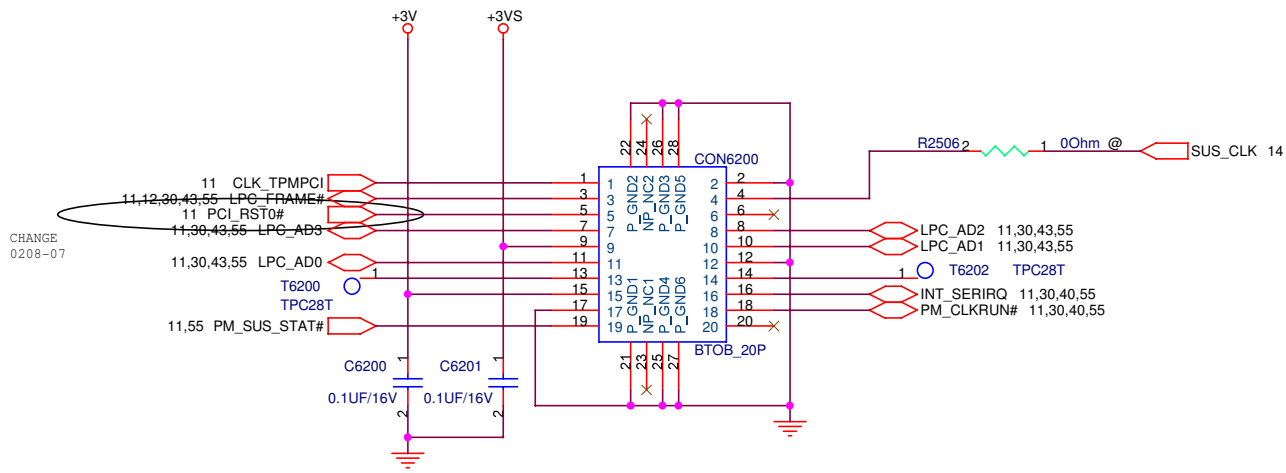 +3V +3VS
22 24 26 28
R2506 2 1 0Ohm @ SUS_CLK 14
P_GND2 NP_NC2 P_GND3 P_GND5 CON6200
11 CLK_TPMPCI 1 1 2 2
11,12,30,43,55 LPC_FRAME# 3 3 4 4
11 PCI_RST0# 5 5 6 6
11,30,43,55 LPC_AD3 7 7 8 8 LPC_AD2 11,30,43,55
CHANGE
0208-07
9 9 10 10 LPC_AD1 11,30,43,55
11,30,43,55 LPC_AD0 11 11 12 12
T6200 1 13 13 14 14 1 T6202 TPC28T
TPC28T 15 15 16 16 INT_SERIRQ 11,30,40,55
17 17 18 18 PM_CLKRUN# 11,30,40,55
11,55 PM_SUS_STAT# 19 19 20 20
P_GND1 NP_NC1 P_GND4 P_GND6 BTOB_20P
21 23 25 27
C6200 1 C6201 1
0.1UF/16V 0.1UF/16V
2 2